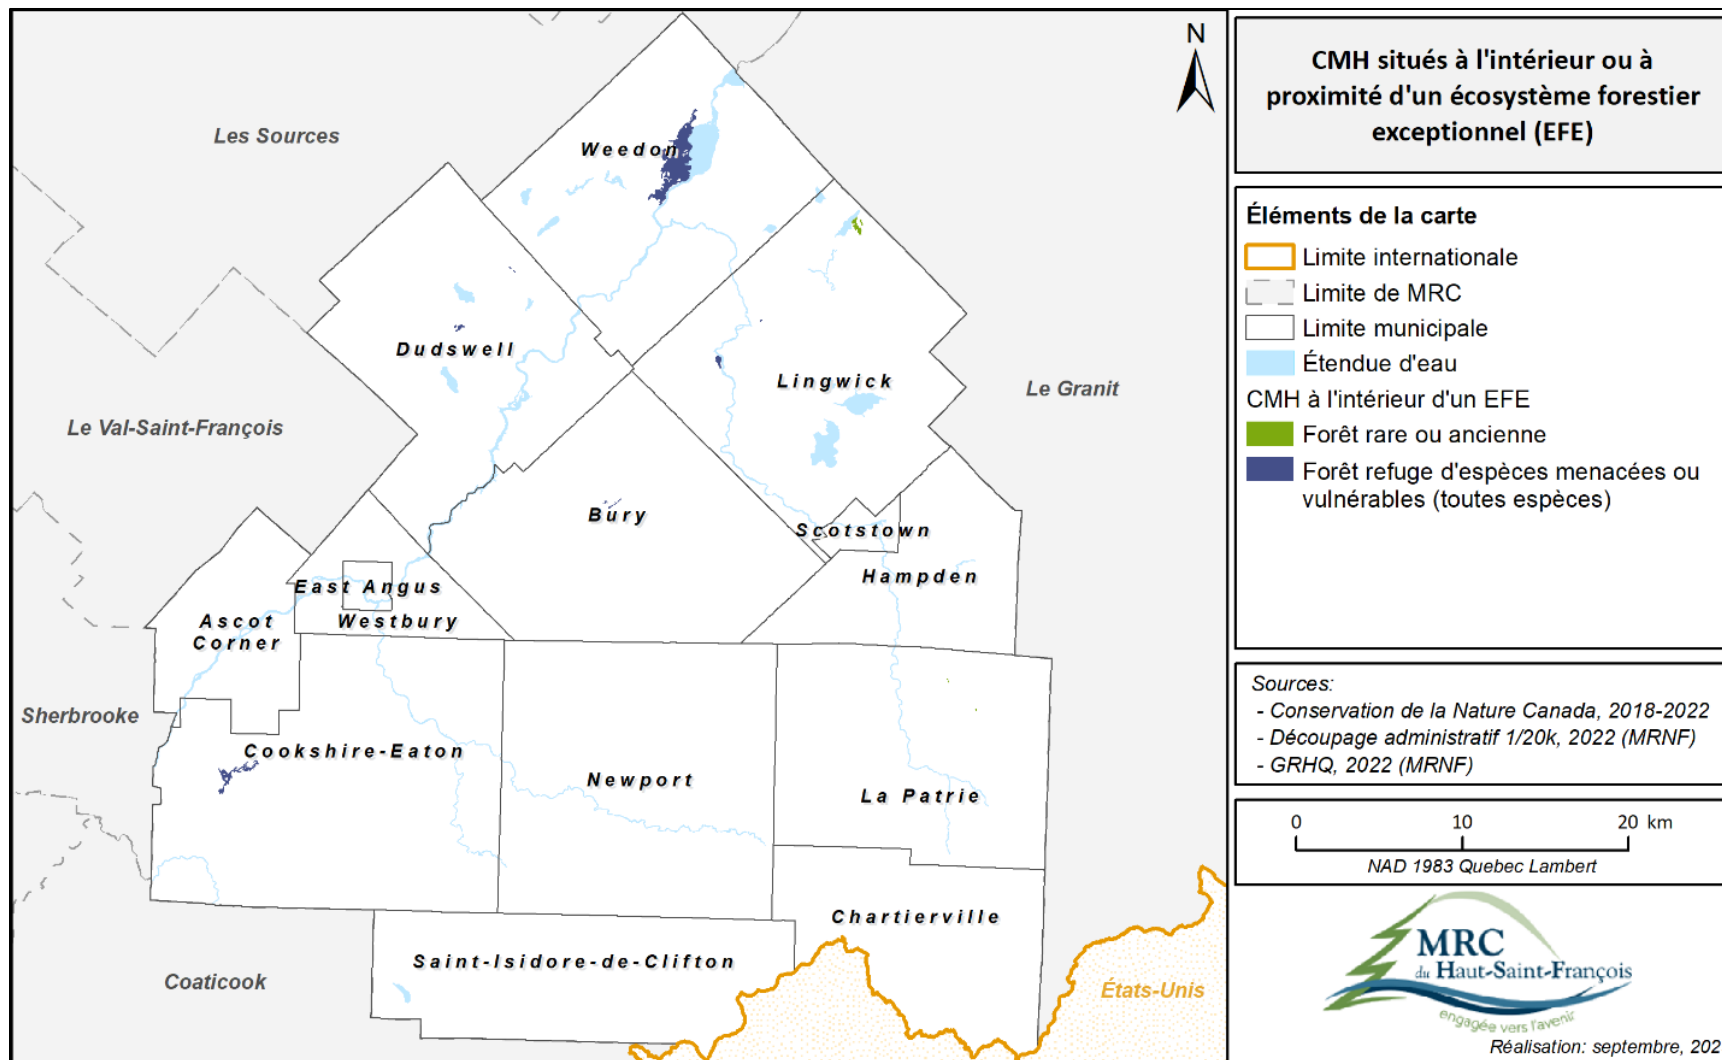 N
Les Sources
Weedon
Dudswell
Lingwick
Le Granit
Le Val-Saint-François
Bury
Scotstown
Hampden
East Angus
Westbury
Ascot
Corner
Sherbrooke
Cookshire-Eaton
Newport
La Patrie
Chartierville
Saint-Isidore-de-Clifton
Coaticook
États-Unis
CMH situés à l'intérieur ou à
proximité d'un écosystème forestier
exceptionnel (EFE)
Éléments de la carte
Limite internationale
Limite de MRC
Limite municipale
Étendue d'eau
CMH à l'intérieur d'un EFE
Forêt rare ou ancienne
Forêt refuge d'espèces menacées ou
vulnérables (toutes espèces)
Sources:
- Conservation de la Nature Canada, 2018-2022
- Découpage administratif 1/20k, 2022 (MRNF)
- GRHQ, 2022 (MRNF)
0 10 20 km
NAD 1983 Quebec Lambert
MRC
du Haut-Saint-François
engagée vers l'avenir
Réalisation: septembre, 202